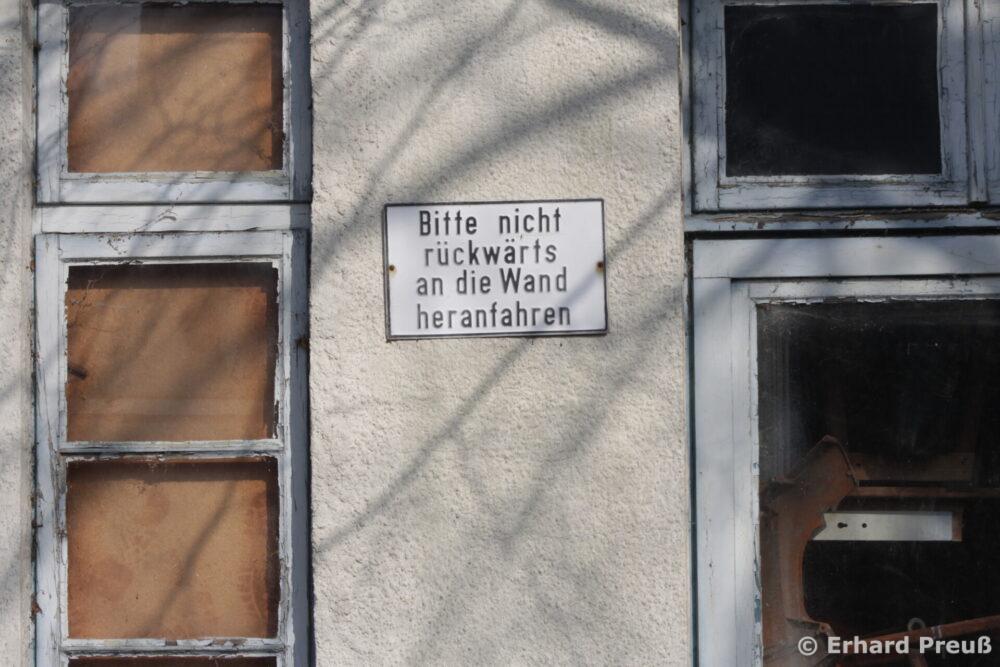 Bitte nicht
rückwärts
an die Wand
heranfahren
© Erhard Preuß